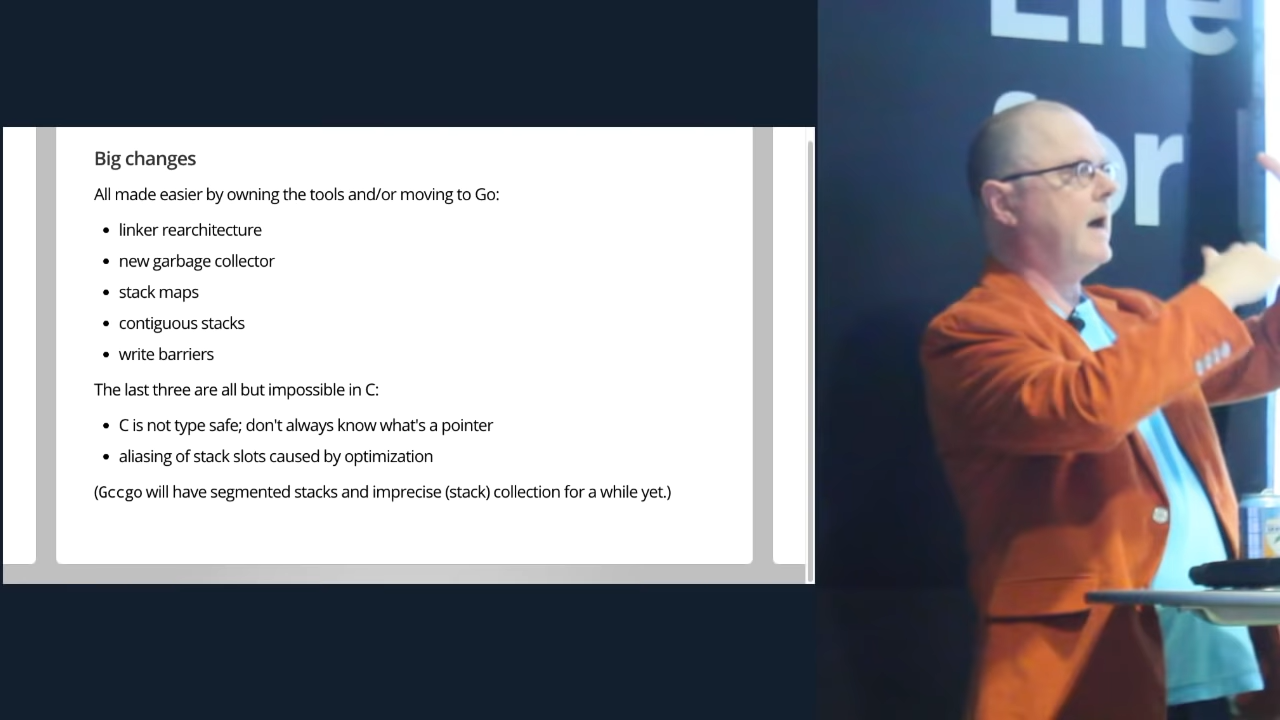 Big changes
All made easier by owning the tools and/or moving to Go:
• linker rearchitecture
• new garbage collector
• stack maps
• contiguous stacks
• write barriers
The last three are all but impossible in C:
• C is not type safe; don't always know what's a pointer
• aliasing of stack slots caused by optimization
(Gccgo will have segmented stacks and imprecise (stack) collection for a while yet.)
Life
for